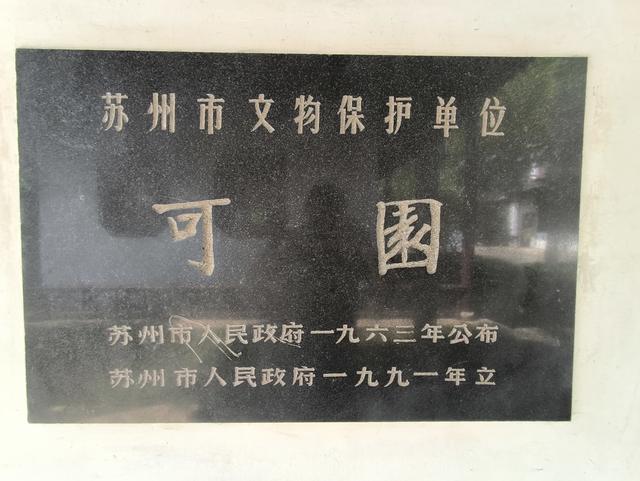 苏州市文物保护单位
可園
苏州市人民政府一九六三年公布
苏州市人民政府一九九一年立